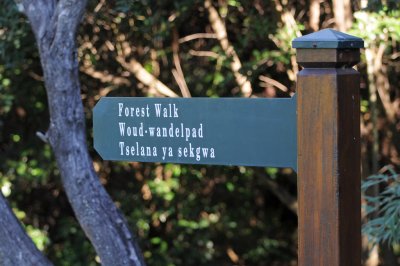 Forest Walk
Woud-wandelpad
Tselana ya sekgwa